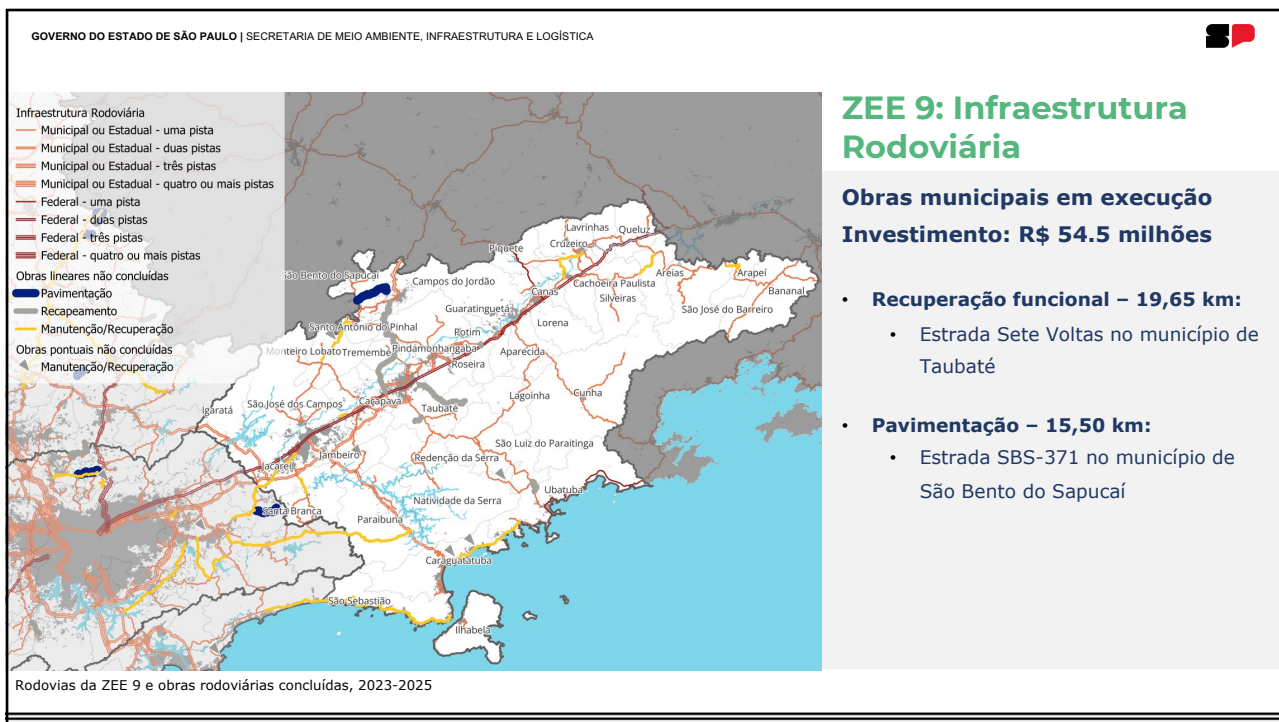 GOVERNO DO ESTADO DE SÃO PAULO | SECRETARIA DE MEIO AMBIENTE, INFRAESTRUTURA E LOGÍSTICA
SP
Infraestrutura Rodoviária
Municipal ou Estadual - uma pista
Municipal ou Estadual - duas pistas
Municipal ou Estadual - três pistas
Municipal ou Estadual - quatro ou mais pistas
Federal - uma pista
Federal - duas pistas
Federal - três pistas
Federal - quatro ou mais pistas
Obras lineares não concluídas
Pavimentação
Recapeamento
Manutenção/Recuperação
Obras pontuais não concluídas
Manutenção/Recuperação
Lavrinhas
Queluz
Piquete
Cruzeiro
São Bento do Sapucaí
Campos do Jordão
Areias
Arapeí
Cachoeira Paulista
Bananal
Canas
Silveiras
Guaratinguetá
São José do Barreiro
Lorena
Santo Antônio do Pinhal
Potim
Pindamonhangaba
Monteiro Lobato
Tremembé
Aparecida
Roseira
Cunha
Lagoinha
Caçapava
São José dos Campos
Taubaté
Igaratá
São Luiz do Paraitinga
Jambeiro
Redenção da Serra
Jacareí
Ubatuba
Natividade da Serra
Santa Branca
Paraibuna
Caraguatatuba
São Sebastião
Ilhabela
Rodovias da ZEE 9 e obras rodoviárias concluídas, 2023-2025
ZEE 9: Infraestrutura
Rodoviária
Obras municipais em execução
Investimento: R$ 54.5 milhões
• Recuperação funcional – 19,65 km:
• Estrada Sete Voltas no município de
Taubaté
• Pavimentação – 15,50 km:
• Estrada SBS-371 no município de
São Bento do Sapucaí